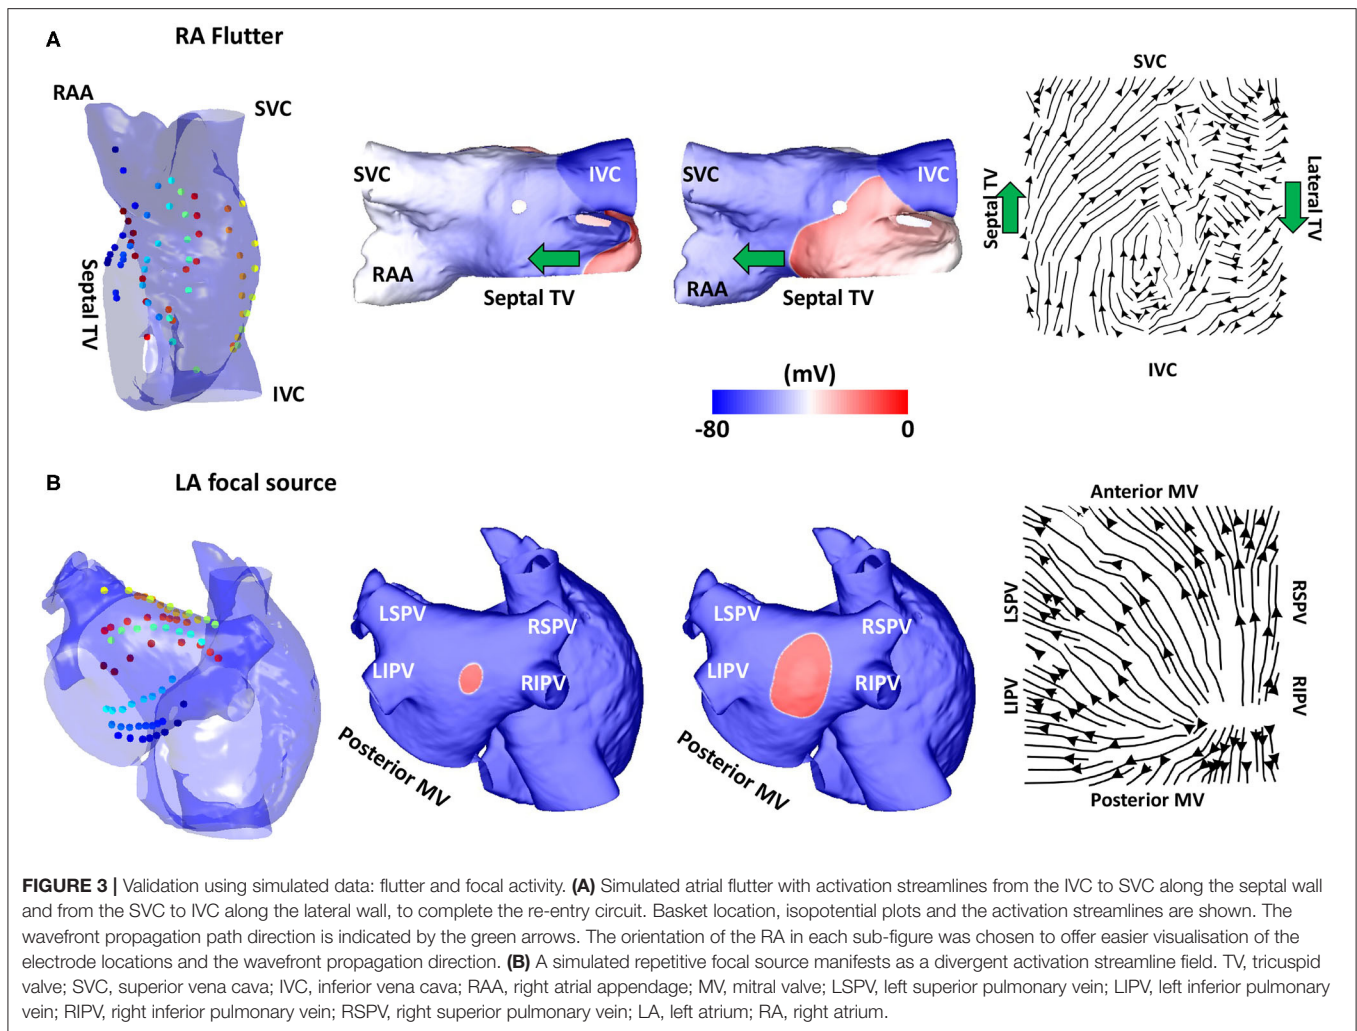 A
RA Flutter
RAA
SVC
Septal TV
IVC
SVC
IVC
RAA
Septal TV
SVC
IVC
RAA
Septal TV
SVC
Septal TV
Lateral TV
IVC
(mV)
-80
0
B
LA focal source
LSPV
RSPV
LIPV
RIPV
Posterior MV
LSPV
RSPV
LIPV
RIPV
Posterior MV
Anterior MV
LSPV
RSPV
LIPV
RIPV
Posterior MV
FIGURE 3 | Validation using simulated data: flutter and focal activity. (A) Simulated atrial flutter with activation streamlines from the IVC to SVC along the septal wall
and from the SVC to IVC along the lateral wall, to complete the re-entry circuit. Basket location, isopotential plots and the activation streamlines are shown. The
wavefront propagation path direction is indicated by the green arrows. The orientation of the RA in each sub-figure was chosen to offer easier visualisation of the
electrode locations and the wavefront propagation direction. (B) A simulated repetitive focal source manifests as a divergent activation streamline field. TV, tricuspid
valve; SVC, superior vena cava; IVC, inferior vena cava; RAA, right atrial appendage; MV, mitral valve; LSPV, left superior pulmonary vein; LIPV, left inferior pulmonary
vein; RIPV, right inferior pulmonary vein; RSPV, right superior pulmonary vein; LA, left atrium; RA, right atrium.